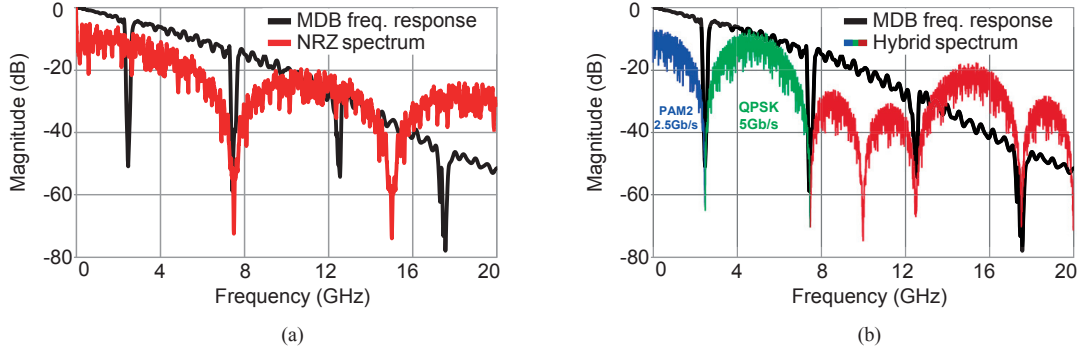 MDB freq. response
NRZ spectrum
Magnitude (dB)
0
-20
-40
-60
-80
0 4 8 12 16 20
Frequency (GHz)
(a)
MDB freq. response
Hybrid spectrum
Magnitude (dB)
0
-20
-40
-60
-80
PAM2
2.5Gb/s
QPSK
5Gb/s
0 4 8 12 16 20
Frequency (GHz)
(b)